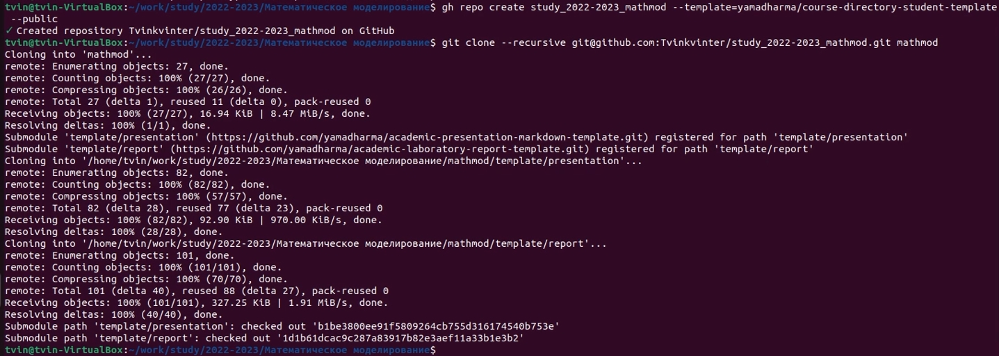 tvin@tvin-VirtualBox:~/work/study/2022-2023/Математическое моделирование$ gh repo create study_2022-2023_mathmod --template=yamadharma/course-directory-student-template
--public
✓ Created repository Tvinkvinter/study_2022-2023_mathmod on GitHub
tvin@tvin-VirtualBox:~/work/study/2022-2023/Математическое моделирование$ git clone --recursive git@github.com:Tvinkvinter/study_2022-2023_mathmod.git mathmod
Cloning into 'mathmod'...
remote: Enumerating objects: 27, done.
remote: Counting objects: 100% (27/27), done.
remote: Compressing objects: 100% (26/26), done.
remote: Total 27 (delta 1), reused 11 (delta 0), pack-reused 0
Receiving objects: 100% (27/27), 16.94 KiB | 8.47 MiB/s, done.
Resolving deltas: 100% (1/1), done.
Submodule 'template/presentation' (https://github.com/yamadharma/academic-presentation-markdown-template.git) registered for path 'template/presentation'
Submodule 'template/report' (https://github.com/yamadharma/academic-laboratory-report-template.git) registered for path 'template/report'
Cloning into '/home/tvin/work/study/2022-2023/Математическое моделирование/mathmod/template/presentation'...
remote: Enumerating objects: 82, done.
remote: Counting objects: 100% (82/82), done.
remote: Compressing objects: 100% (57/57), done.
remote: Total 82 (delta 28), reused 77 (delta 23), pack-reused 0
Receiving objects: 100% (82/82), 92.90 KiB | 970.00 KiB/s, done.
Resolving deltas: 100% (28/28), done.
Cloning into '/home/tvin/work/study/2022-2023/Математическое моделирование/mathmod/template/report'...
remote: Enumerating objects: 101, done.
remote: Counting objects: 100% (101/101), done.
remote: Compressing objects: 100% (70/70), done.
remote: Total 101 (delta 40), reused 88 (delta 27), pack-reused 0
Receiving objects: 100% (101/101), 327.25 KiB | 1.91 MiB/s, done.
Resolving deltas: 100% (40/40), done.
Submodule path 'template/presentation': checked out 'b1be3800ee91f5809264cb755d316174540b753e'
Submodule path 'template/report': checked out '1d1b61dcac9c287a83917b82e3aef11a33b1e3b2'
tvin@tvin-VirtualBox:~/work/study/2022-2023/Математическое моделирование$